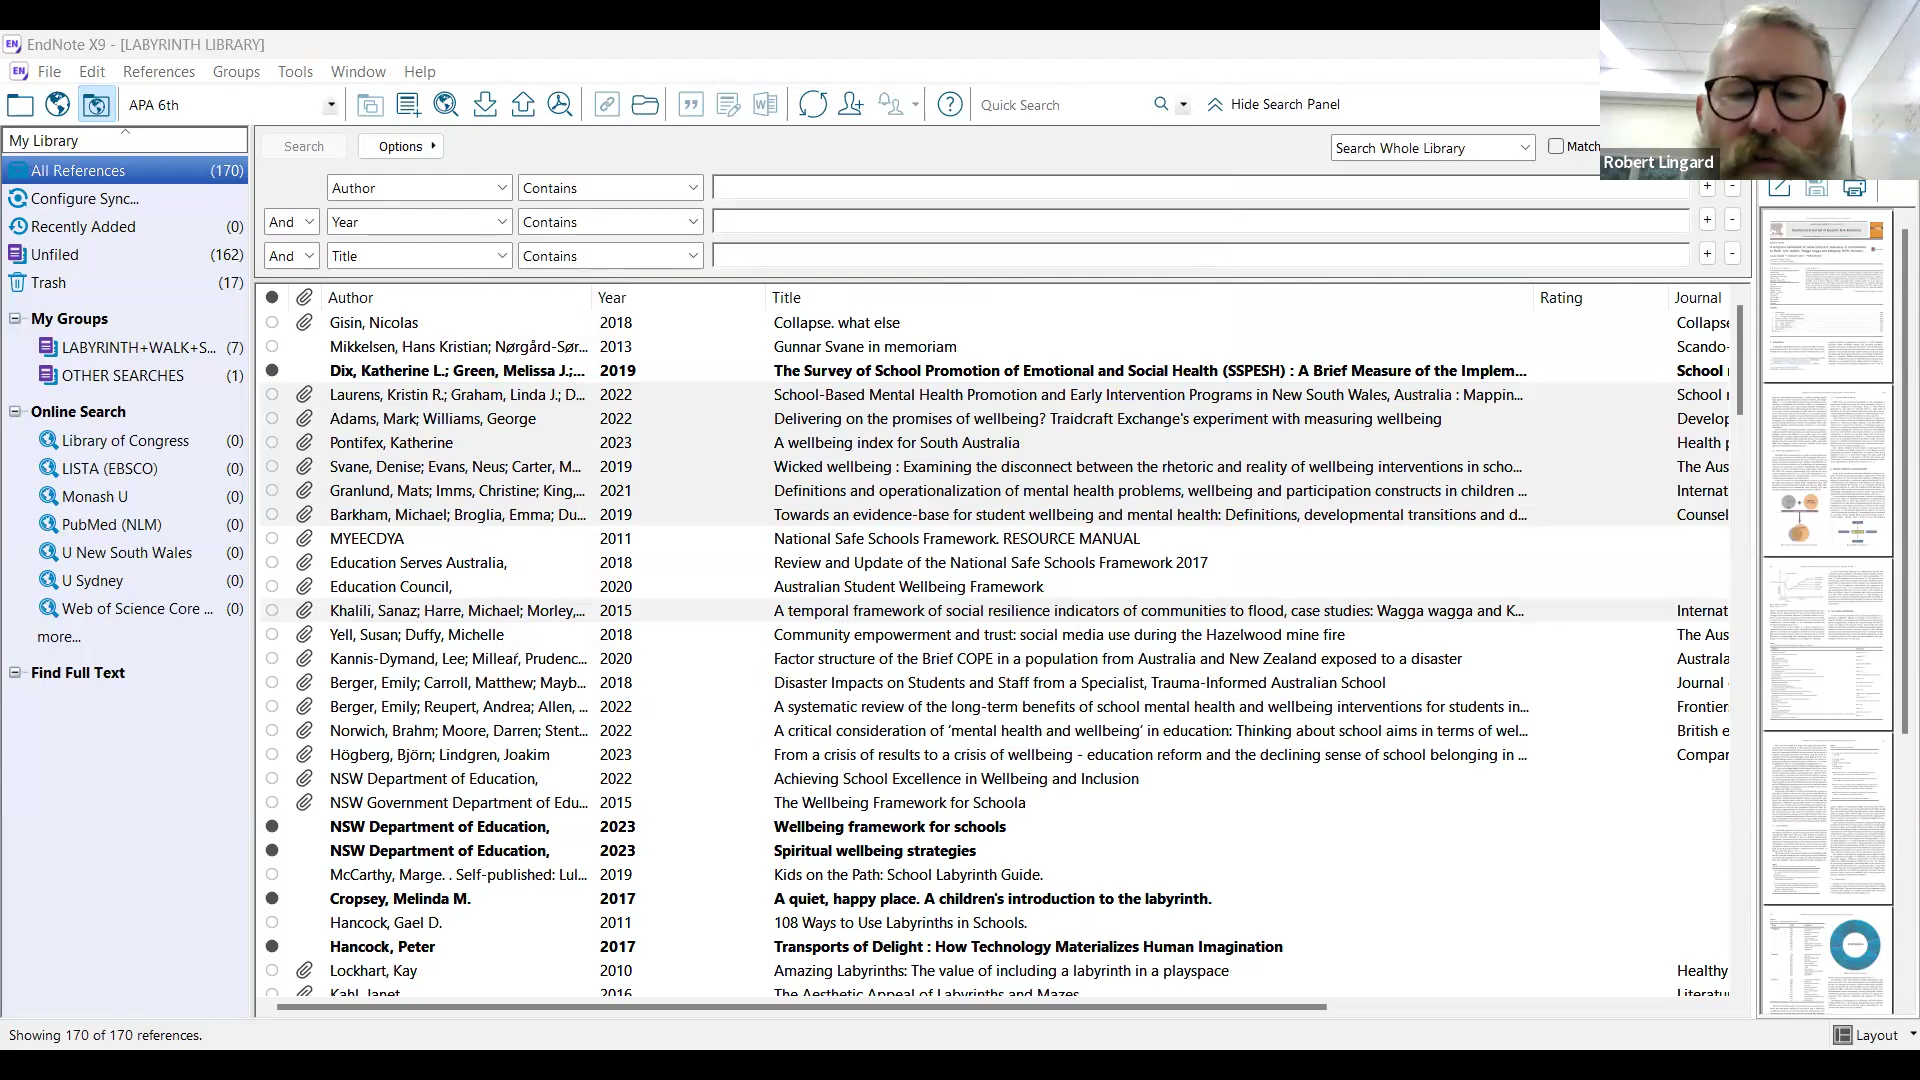 EN EndNote X9 - [LABYRINTH LIBRARY]
EN File Edit References Groups Tools Window Help
APA 6th Quick Search Hide Search Panel
My Library
All References (170)
Configure Sync...
Recently Added (0)
Unfiled (162)
Trash (17)
My Groups
LABYRINTH+WALK+S... (7)
OTHER SEARCHES (1)
Online Search
Library of Congress (0)
LISTA (EBSCO) (0)
Monash U (0)
PubMed (NLM) (0)
U New South Wales (0)
U Sydney (0)
Web of Science Core ... (0)
more...
Find Full Text
Search Options Search Whole Library Match
Robert Lingard
Author Contains + -
And Year Contains + -
And Title Contains + -
Author Year Title Rating Journal
Gisin, Nicolas 2018 Collapse. what else Collapse
Mikkelsen, Hans Kristian; Nørgård-Sør... 2013 Gunnar Svane in memoriam Scando-
Dix, Katherine L.; Green, Melissa J.;... 2019 The Survey of School Promotion of Emotional and Social Health (SSPESH) : A Brief Measure of the Implem... School
Laurens, Kristin R.; Graham, Linda J.; D... 2022 School-Based Mental Health Promotion and Early Intervention Programs in New South Wales, Australia : Mappin... School
Adams, Mark; Williams, George 2022 Delivering on the promises of wellbeing? Traidcraft Exchange's experiment with measuring wellbeing Develop
Pontifex, Katherine 2023 A wellbeing index for South Australia Health
Svane, Denise; Evans, Neus; Carter, M... 2019 Wicked wellbeing : Examining the disconnect between the rhetoric and reality of wellbeing interventions in scho... The Aus
Granlund, Mats; Imms, Christine; King,... 2021 Definitions and operationalization of mental health problems, wellbeing and participation constructs in children ... Internat
Barkham, Michael; Broglia, Emma; Du... 2019 Towards an evidence-base for student wellbeing and mental health: Definitions, developmental transitions and d... Counsel
MYEECDYA 2011 National Safe Schools Framework. RESOURCE MANUAL
Education Serves Australia, 2018 Review and Update of the National Safe Schools Framework 2017
Education Council, 2020 Australian Student Wellbeing Framework
Khalili, Sanaz; Harre, Michael; Morley,... 2015 A temporal framework of social resilience indicators of communities to flood, case studies: Wagga wagga and K... Internat
Yell, Susan; Duffy, Michelle 2018 Community empowerment and trust: social media use during the Hazelwood mine fire The Aus
Kannis-Dymand, Lee; Millear, Prudenc... 2020 Factor structure of the Brief COPE in a population from Australia and New Zealand exposed to a disaster Australa
Berger, Emily; Carroll, Matthew; Mayb... 2018 Disaster Impacts on Students and Staff from a Specialist, Trauma-Informed Australian School Journal
Berger, Emily; Reupert, Andrea; Allen, ... 2022 A systematic review of the long-term benefits of school mental health and wellbeing interventions for students in... Frontier
Norwich, Brahm; Moore, Darren; Stent... 2022 A critical consideration of ‘mental health and wellbeing’ in education: Thinking about school aims in terms of wel... British e
Högberg, Björn; Lindgren, Joakim 2023 From a crisis of results to a crisis of wellbeing - education reform and the declining sense of school belonging in ... Compar
NSW Department of Education, 2022 Achieving School Excellence in Wellbeing and Inclusion
NSW Government Department of Edu... 2015 The Wellbeing Framework for Schoola
NSW Department of Education, 2023 Wellbeing framework for schools
NSW Department of Education, 2023 Spiritual wellbeing strategies
McCarthy, Marge. . Self-published: Lul... 2019 Kids on the Path: School Labyrinth Guide.
Cropsey, Melinda M. 2017 A quiet, happy place. A children's introduction to the labyrinth.
Hancock, Gael D. 2011 108 Ways to Use Labyrinths in Schools.
Hancock, Peter 2017 Transports of Delight : How Technology Materializes Human Imagination
Lockhart, Kay 2010 Amazing Labyrinths: The value of including a labyrinth in a playspace Healthy
Kahl, Janet 2016 The Aesthetic Appeal of Labyrinths and Mazes Literatu
Showing 170 of 170 references. Layout